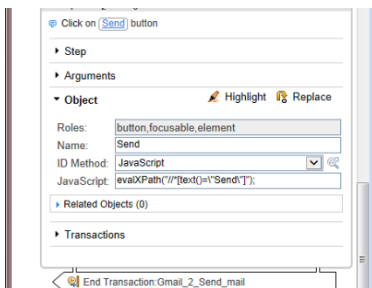 Click on [Send] button
Step
Arguments
Object Highlight Replace
Roles: button,focusable,element
Name: Send
ID Method: JavaScript
JavaScript: evalXPath("//*[text()=\"Send\"]");
Related Objects (0)
Transactions
End Transaction:Gmail_2_Send_mail